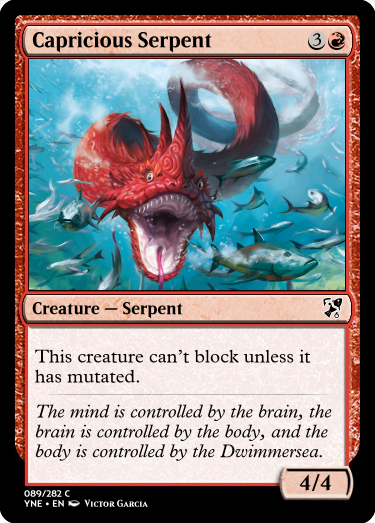 Capricious Serpent 3
Creature — Serpent
This creature can't block unless it
has mutated.
The mind is controlled by the brain, the
brain is controlled by the body, and the
body is controlled by the Dwimmersea.
4/4
089/282 C
YNE • EN VICTOR GARCIA